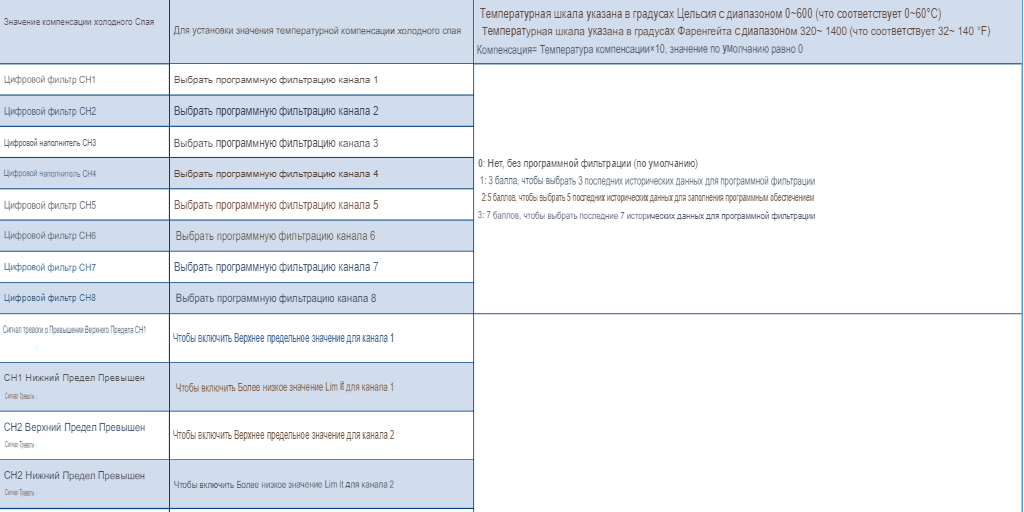 Значение компенсации холодного Спая
Для установки значения температурной компенсации холодного спая
Температурная шкала указана в градусах Цельсия с диапазоном 0~600 (что соответствует 0~60°C)
Температурная шкала указана в градусах Фаренгейта с диапазоном 320~ 1400 (что соответствует 32~ 140 °F)
Компенсация= Температура компенсации×10, значение по умолчанию равно 0
Цифровой фильтр CH1
Выбрать программную фильтрацию канала 1
Цифровой фильтр CH2
Выбрать программную фильтрацию канала 2
Цифровой наполнитель CH3
Выбрать программную фильтрацию канала 3
Цифровой наполнитель CH4
Выбрать программную фильтрацию канала 4
Цифровой фильтр CH5
Выбрать программную фильтрацию канала 5
Цифровой фильтр CH6
Выбрать программную фильтрацию канала 6
Цифровой фильтр CH7
Выбрать программную фильтрацию канала 7
Цифровой фильтр CH8
Выбрать программную фильтрацию канала 8
0: Нет, без программной фильтрации (по умолчанию)
1: 3 балла, чтобы выбрать 3 последних исторических данных для программной фильтрации
2:5 баллов, чтобы выбрать 5 последних исторических данных для заполнения программным обеспечением
3: 7 баллов, чтобы выбрать последние 7 исторических данных для программной фильтрации
Сигнал тревоги о Превышении Верхнего Предела CH1
Чтобы включить Верхнее предельное значение для канала 1
CH1 Нижний Предел Превышен
Сигнал Тревоги
Чтобы включить Более низкое значение Lim it для канала 1
CH2 Верхний Предел Превышен
Сигнал Тревоги
Чтобы включить Верхнее предельное значение для канала 2
CH2 Нижний Предел Превышен
Сигнал Тревоги
Чтобы включить Более низкое значение Lim it для канала 2